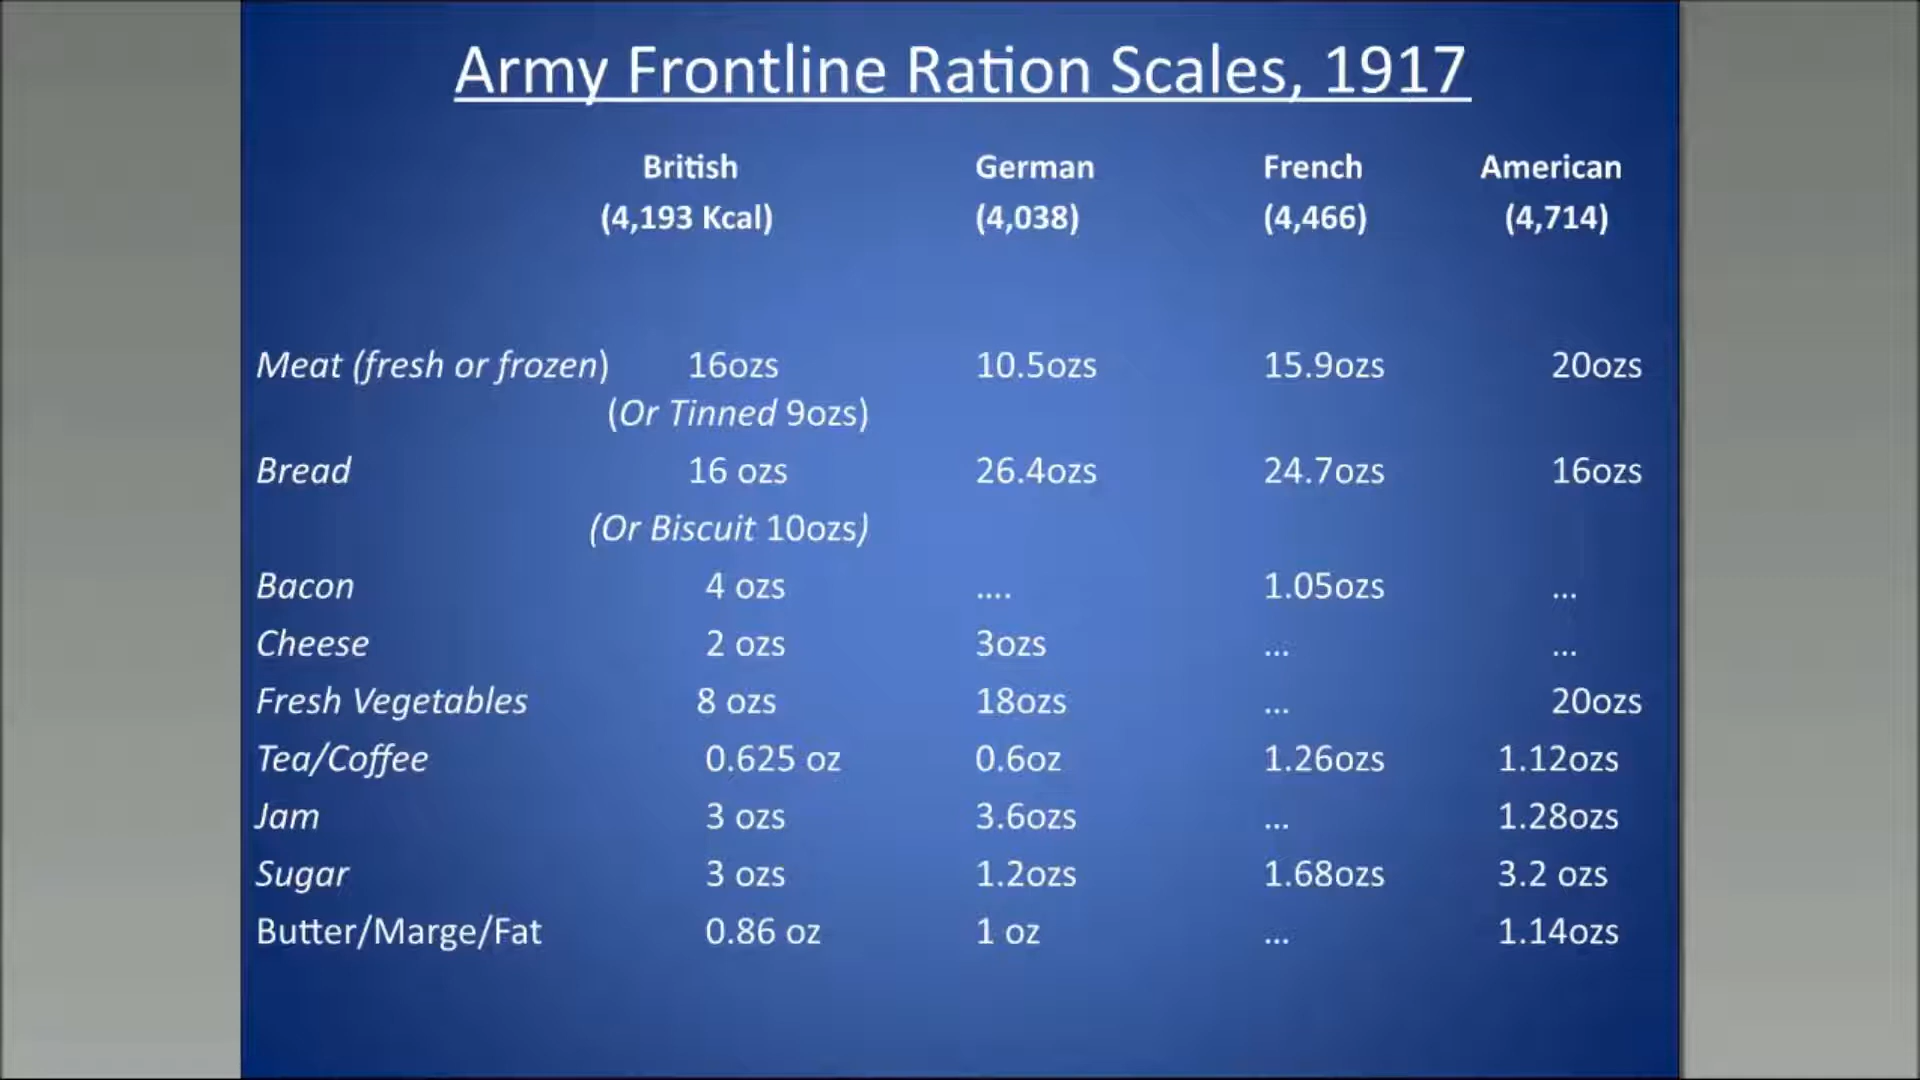 Army Frontline Ration Scales, 1917
British German French American
(4,193 Kcal) (4,038) (4,466) (4,714)
Meat (fresh or frozen) 16ozs 10.5ozs 15.9ozs 20ozs
(Or Tinned 9ozs)
Bread 16 ozs 26.4ozs 24.7ozs 16ozs
(Or Biscuit 10ozs)
Bacon 4 ozs .... 1.05ozs ...
Cheese 2 ozs 3ozs ... ...
Fresh Vegetables 8 ozs 18ozs ... 20ozs
Tea/Coffee 0.625 oz 0.6oz 1.26ozs 1.12ozs
Jam 3 ozs 3.6ozs ... 1.28ozs
Sugar 3 ozs 1.2ozs 1.68ozs 3.2 ozs
Butter/Marge/Fat 0.86 oz 1 oz ... 1.14ozs